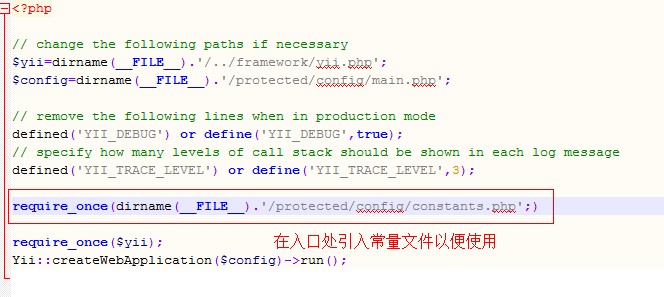 <?php
// change the following paths if necessary
$yii=dirname(__FILE__).'/../framework/yii.php';
$config=dirname(__FILE__).'/protected/config/main.php';
// remove the following lines when in production mode
defined('YII_DEBUG') or define('YII_DEBUG',true);
// specify how many levels of call stack should be shown in each log message
defined('YII_TRACE_LEVEL') or define('YII_TRACE_LEVEL',3);
require_once(dirname(__FILE__).'/protected/config/constants.php';)
require_once($yii);
在入口处引入常量文件以便使用
Yii::createWebApplication($config)->run();